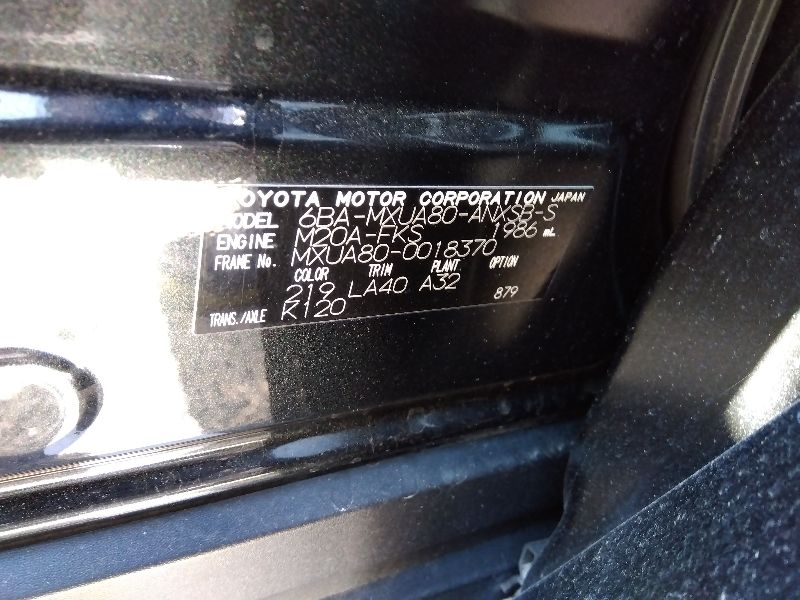 TOYOTA MOTOR CORPORATION JAPAN
MODEL 6BA-MXUA80-ANXSB-S
ENGINE M20A-FKS 1986 mL
FRAME No. MXUA80-0018370
COLOR TRIM PLANT OPTION
219 LA40 A32 879
TRANS./AXLE K120